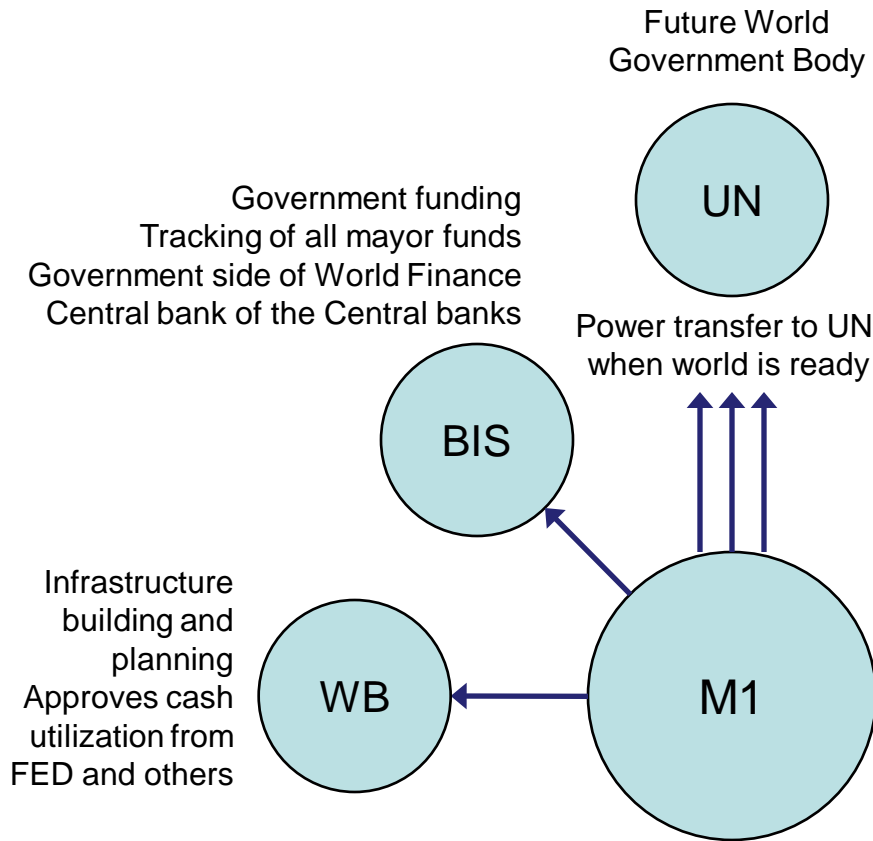 Future World
Government Body
UN
Government funding
Tracking of all mayor funds
Government side of World Finance
Central bank of the Central banks
Power transfer to UN
when world is ready
BIS
Infrastructure
building and
planning
Approves cash
utilization from
FED and others
WB
M1